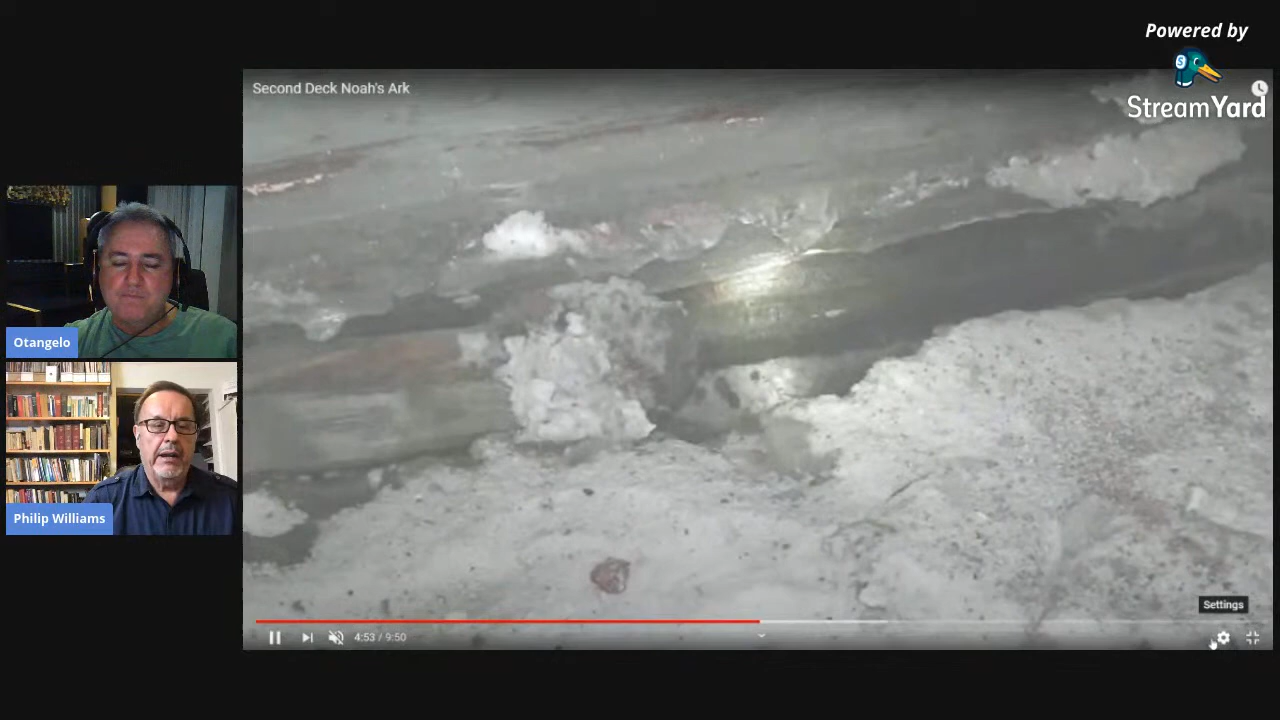 Powered by
StreamYard
Second Deck Noah's Ark
Otangelo
Philip Williams
Settings
4:53 / 9:50